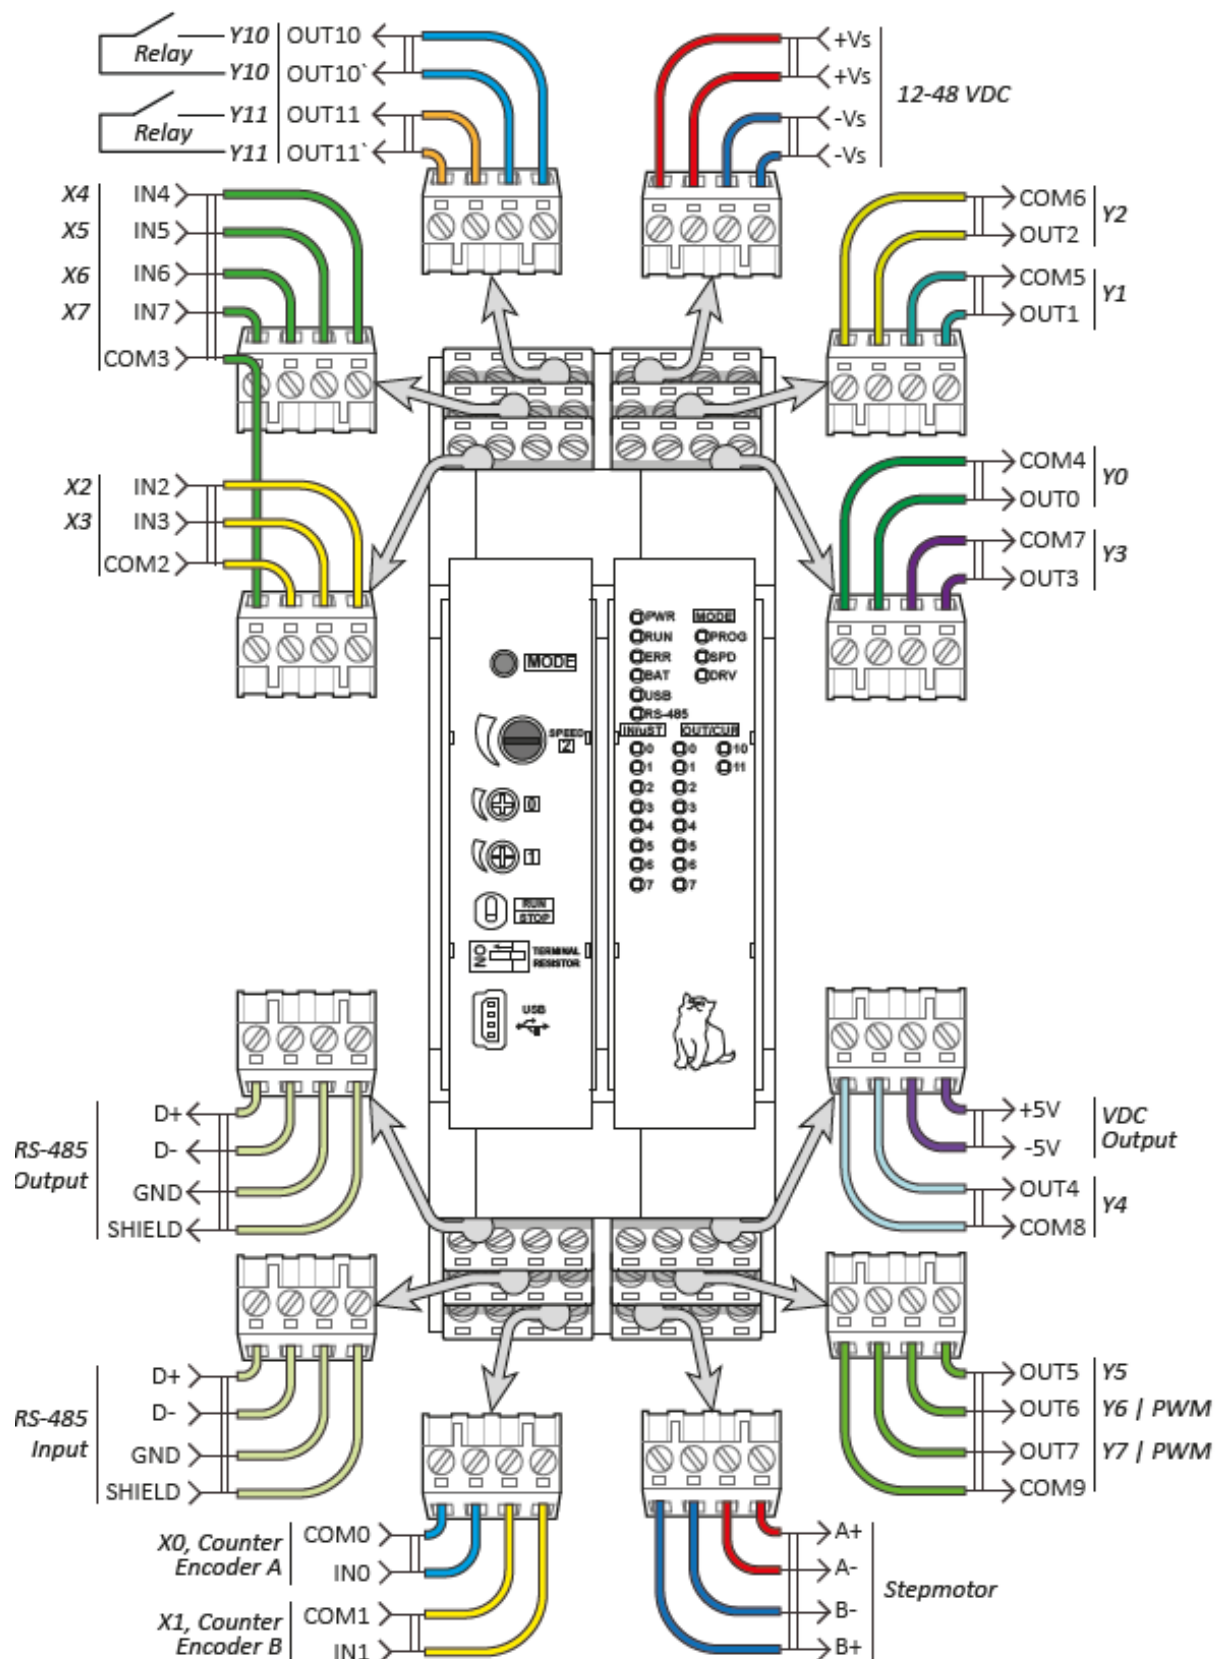 Relay
Y10 OUT10
Y10 OUT10`
Relay
Y11 OUT11
Y11 OUT11`
+Vs
+Vs
-Vs
-Vs
12-48 VDC
X4 IN4
X5 IN5
X6 IN6
X7 IN7
COM3
COM6
OUT2
Y2
COM5
OUT1
Y1
X2 IN2
X3 IN3
COM2
COM4
OUT0
Y0
COM7
OUT3
Y3
MODE
SPEED
2
0
1
RUN
STOP
NO
TERMINAL
RESISTOR
USB
PWR MODE
RUN PROG
ERR SPD
BAT DRV
USB
RS-485
IN/uST OUT/CUR
0 0 10
1 1 11
2 2
3 3
4 4
5 5
6 6
7 7
RS-485
Output
D+
D-
GND
SHIELD
+5V
-5V
VDC
Output
OUT4
COM8
Y4
RS-485
Input
D+
D-
GND
SHIELD
OUT5 Y5
OUT6 Y6 | PWM
OUT7 Y7 | PWM
COM9
X0, Counter
Encoder A
COM0
IN0
X1, Counter
Encoder B
COM1
IN1
A+
A-
B-
B+
Stepmotor